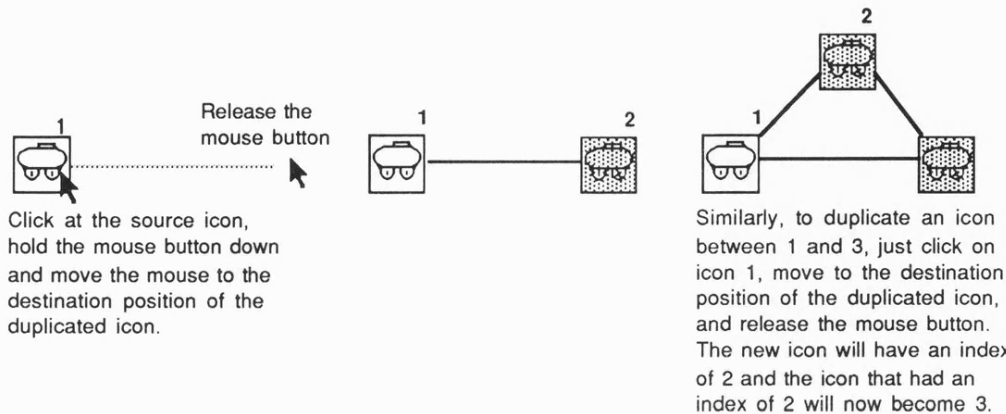 1
Release the
mouse button
Click at the source icon,
hold the mouse button down
and move the mouse to the
destination position of the
duplicated icon.
1
2
2
1
Similarly, to duplicate an icon
between 1 and 3, just click on
icon 1, move to the destination
position of the duplicated icon,
and release the mouse button.
The new icon will have an index
of 2 and the icon that had an
index of 2 will now become 3.